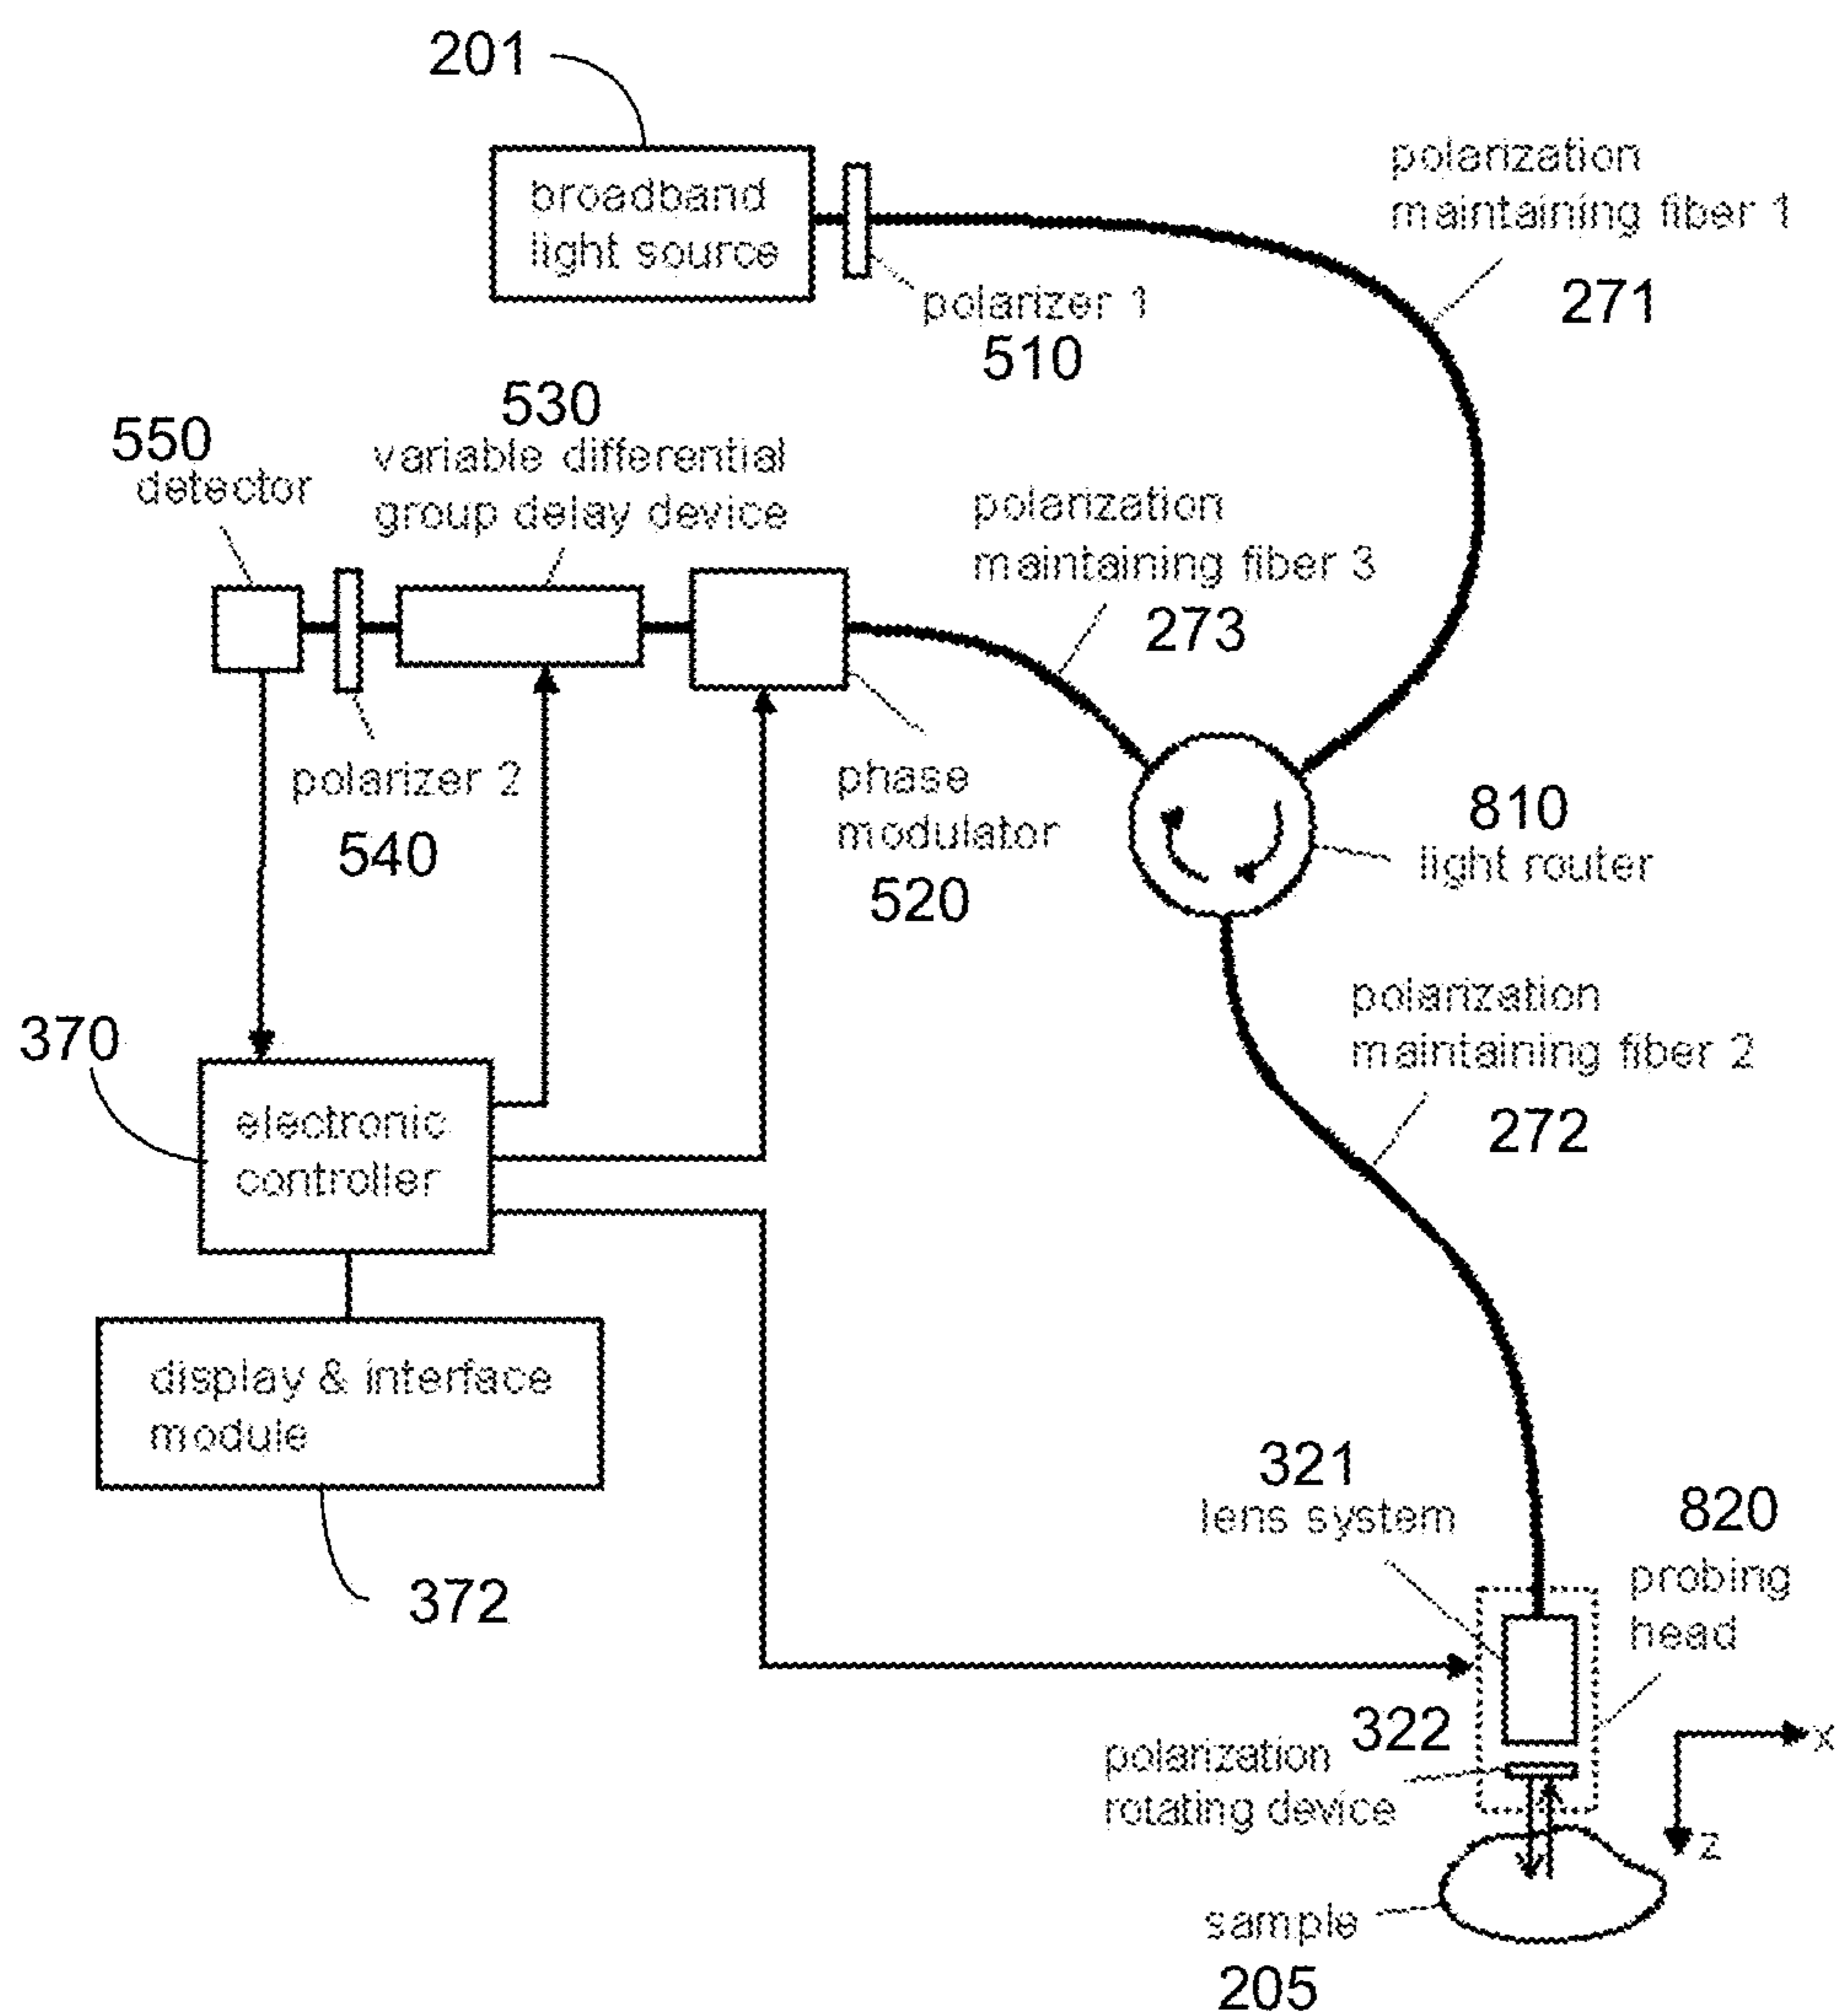 201
broadband
light source
polarizer 1
510
polarization
maintaining fiber 1
271
530
variable differential
group delay device
550
detector
polarization
maintaining fiber 3
273
polarizer 2
540
phase
modulator
520
810
light router
370
electronic
controller
polarization
maintaining fiber 2
272
display & interface
module
372
321
lens system
820
probing
head
322
polarization
rotating device
x
z
sample
205